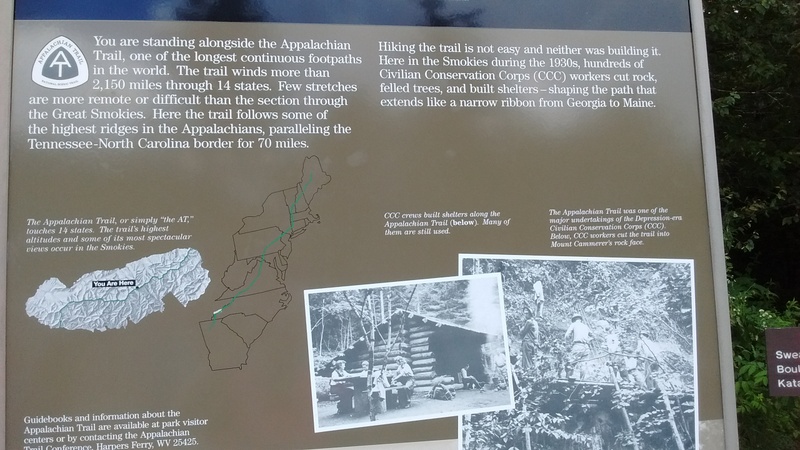 APPALACHIAN TRAIL
You are standing alongside the Appalachian
Trail, one of the longest continuous footpaths
in the world. The trail winds more than
2,150 miles through 14 states. Few stretches
are more remote or difficult than the section through
the Great Smokies. Here the trail follows some of
the highest ridges in the Appalachians, paralleling the
Tennessee-North Carolina border for 70 miles.
Hiking the trail is not easy and neither was building it.
Here in the Smokies during the 1930s, hundreds of
Civilian Conservation Corps (CCC) workers cut rock,
felled trees, and built shelters – shaping the path that
extends like a narrow ribbon from Georgia to Maine.
The Appalachian Trail, or simply "the AT,"
touches 14 states. The trail's highest
altitudes and some of its most spectacular
views occur in the Smokies.
You Are Here
CCC crews built shelters along the
Appalachian Trail (below). Many of
them are still used.
The Appalachian Trail was one of the
major undertakings of the Depression-era
Civilian Conservation Corps (CCC).
Below, CCC workers cut the trail into
Mount Cammerer's rock face.
Guidebooks and information about the
Appalachian Trail are available at park visitor
centers or by contacting the Appalachian
Trail Conference, Harpers Ferry, WV 25425.
Swea
Boul
Kata